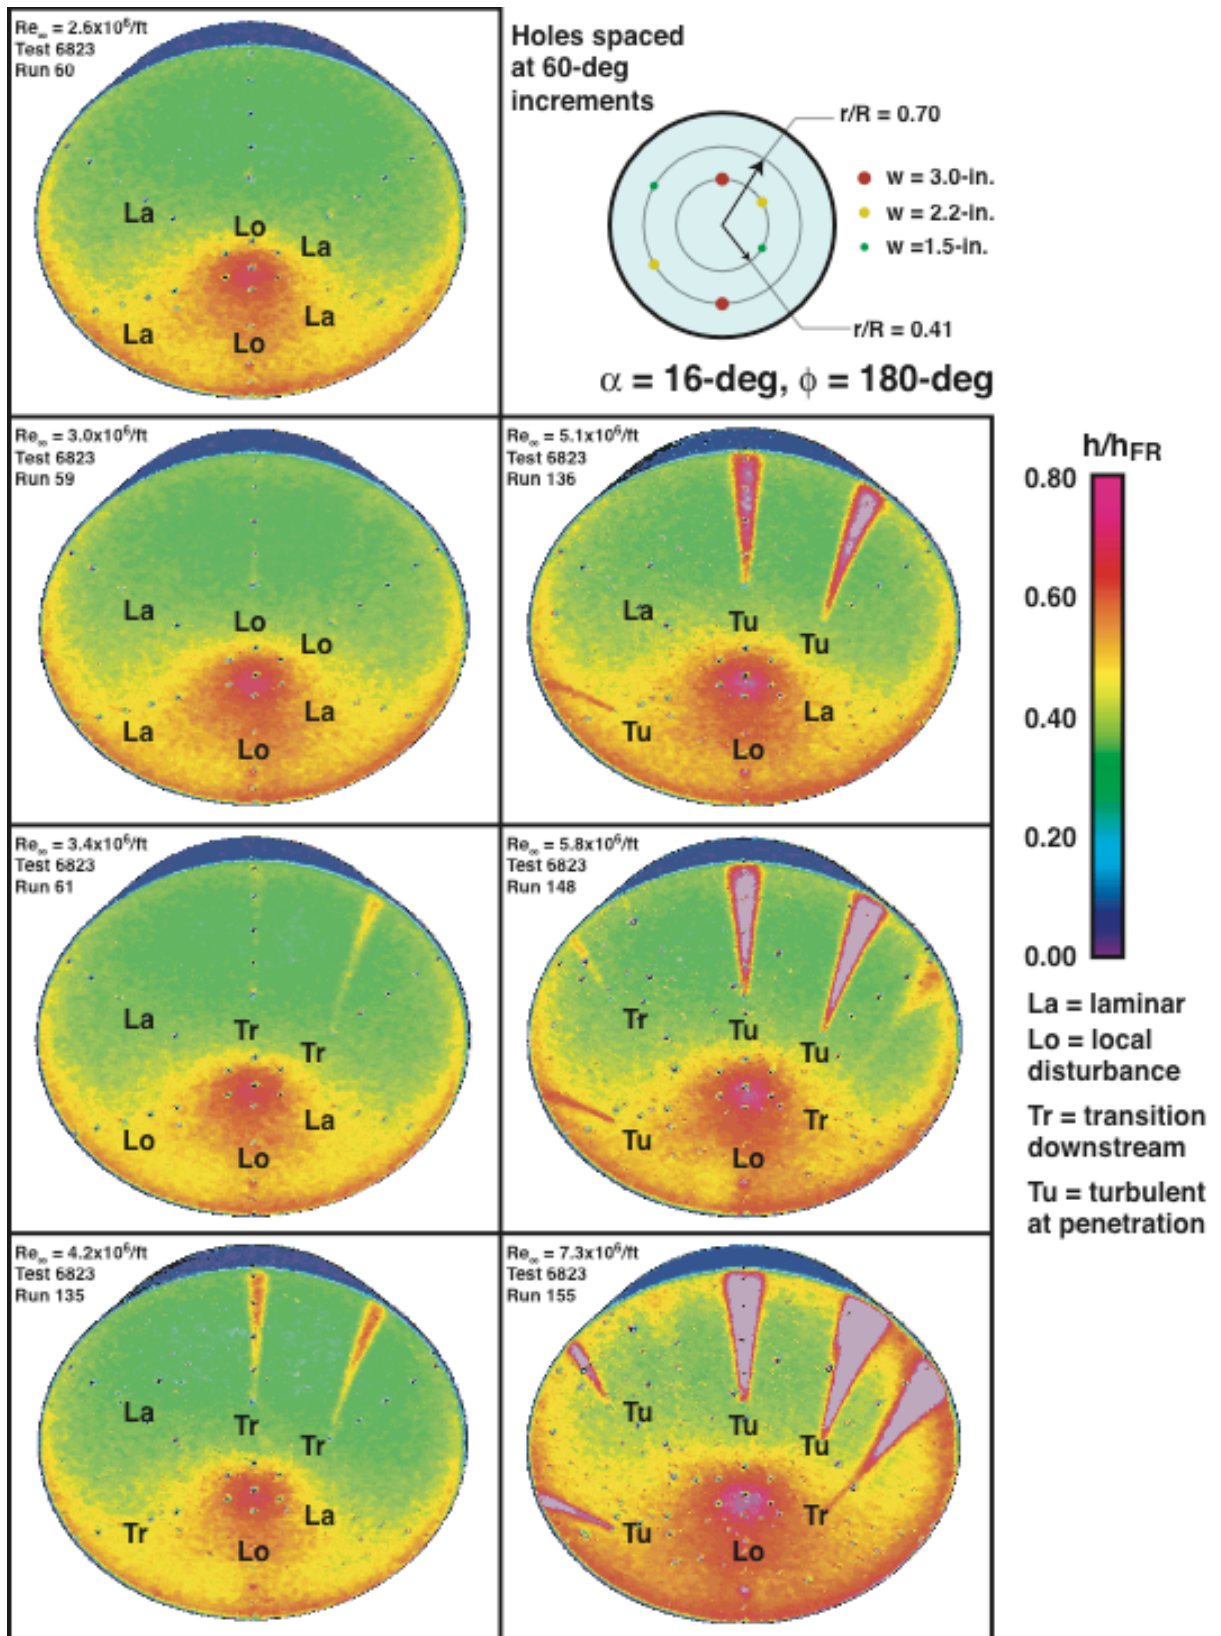 Re∞ = 2.6x10⁶/ft
Test 6823
Run 60
La
Lo
La
La
La
Lo
Holes spaced
at 60-deg
increments
r/R = 0.70
w = 3.0-in.
w = 2.2-in.
w =1.5-in.
r/R = 0.41
α = 16-deg, ϕ = 180-deg
Re∞ = 3.0x10⁶/ft
Test 6823
Run 59
La
Lo
Lo
La
La
Lo
Re∞ = 5.1x10⁶/ft
Test 6823
Run 136
La
Tu
Tu
La
Tu
Lo
Re∞ = 3.4x10⁶/ft
Test 6823
Run 61
La
Tr
Tr
La
Lo
Lo
Re∞ = 5.8x10⁶/ft
Test 6823
Run 148
Tr
Tu
Tu
Tr
Tu
Lo
Re∞ = 4.2x10⁶/ft
Test 6823
Run 135
La
Tr
Tr
La
Tr
Lo
Re∞ = 7.3x10⁶/ft
Test 6823
Run 155
Tu
Tu
Tu
Tr
Tu
Lo
h/hFR
0.80
0.60
0.40
0.20
0.00
La = laminar
Lo = local
disturbance
Tr = transition
downstream
Tu = turbulent
at penetration